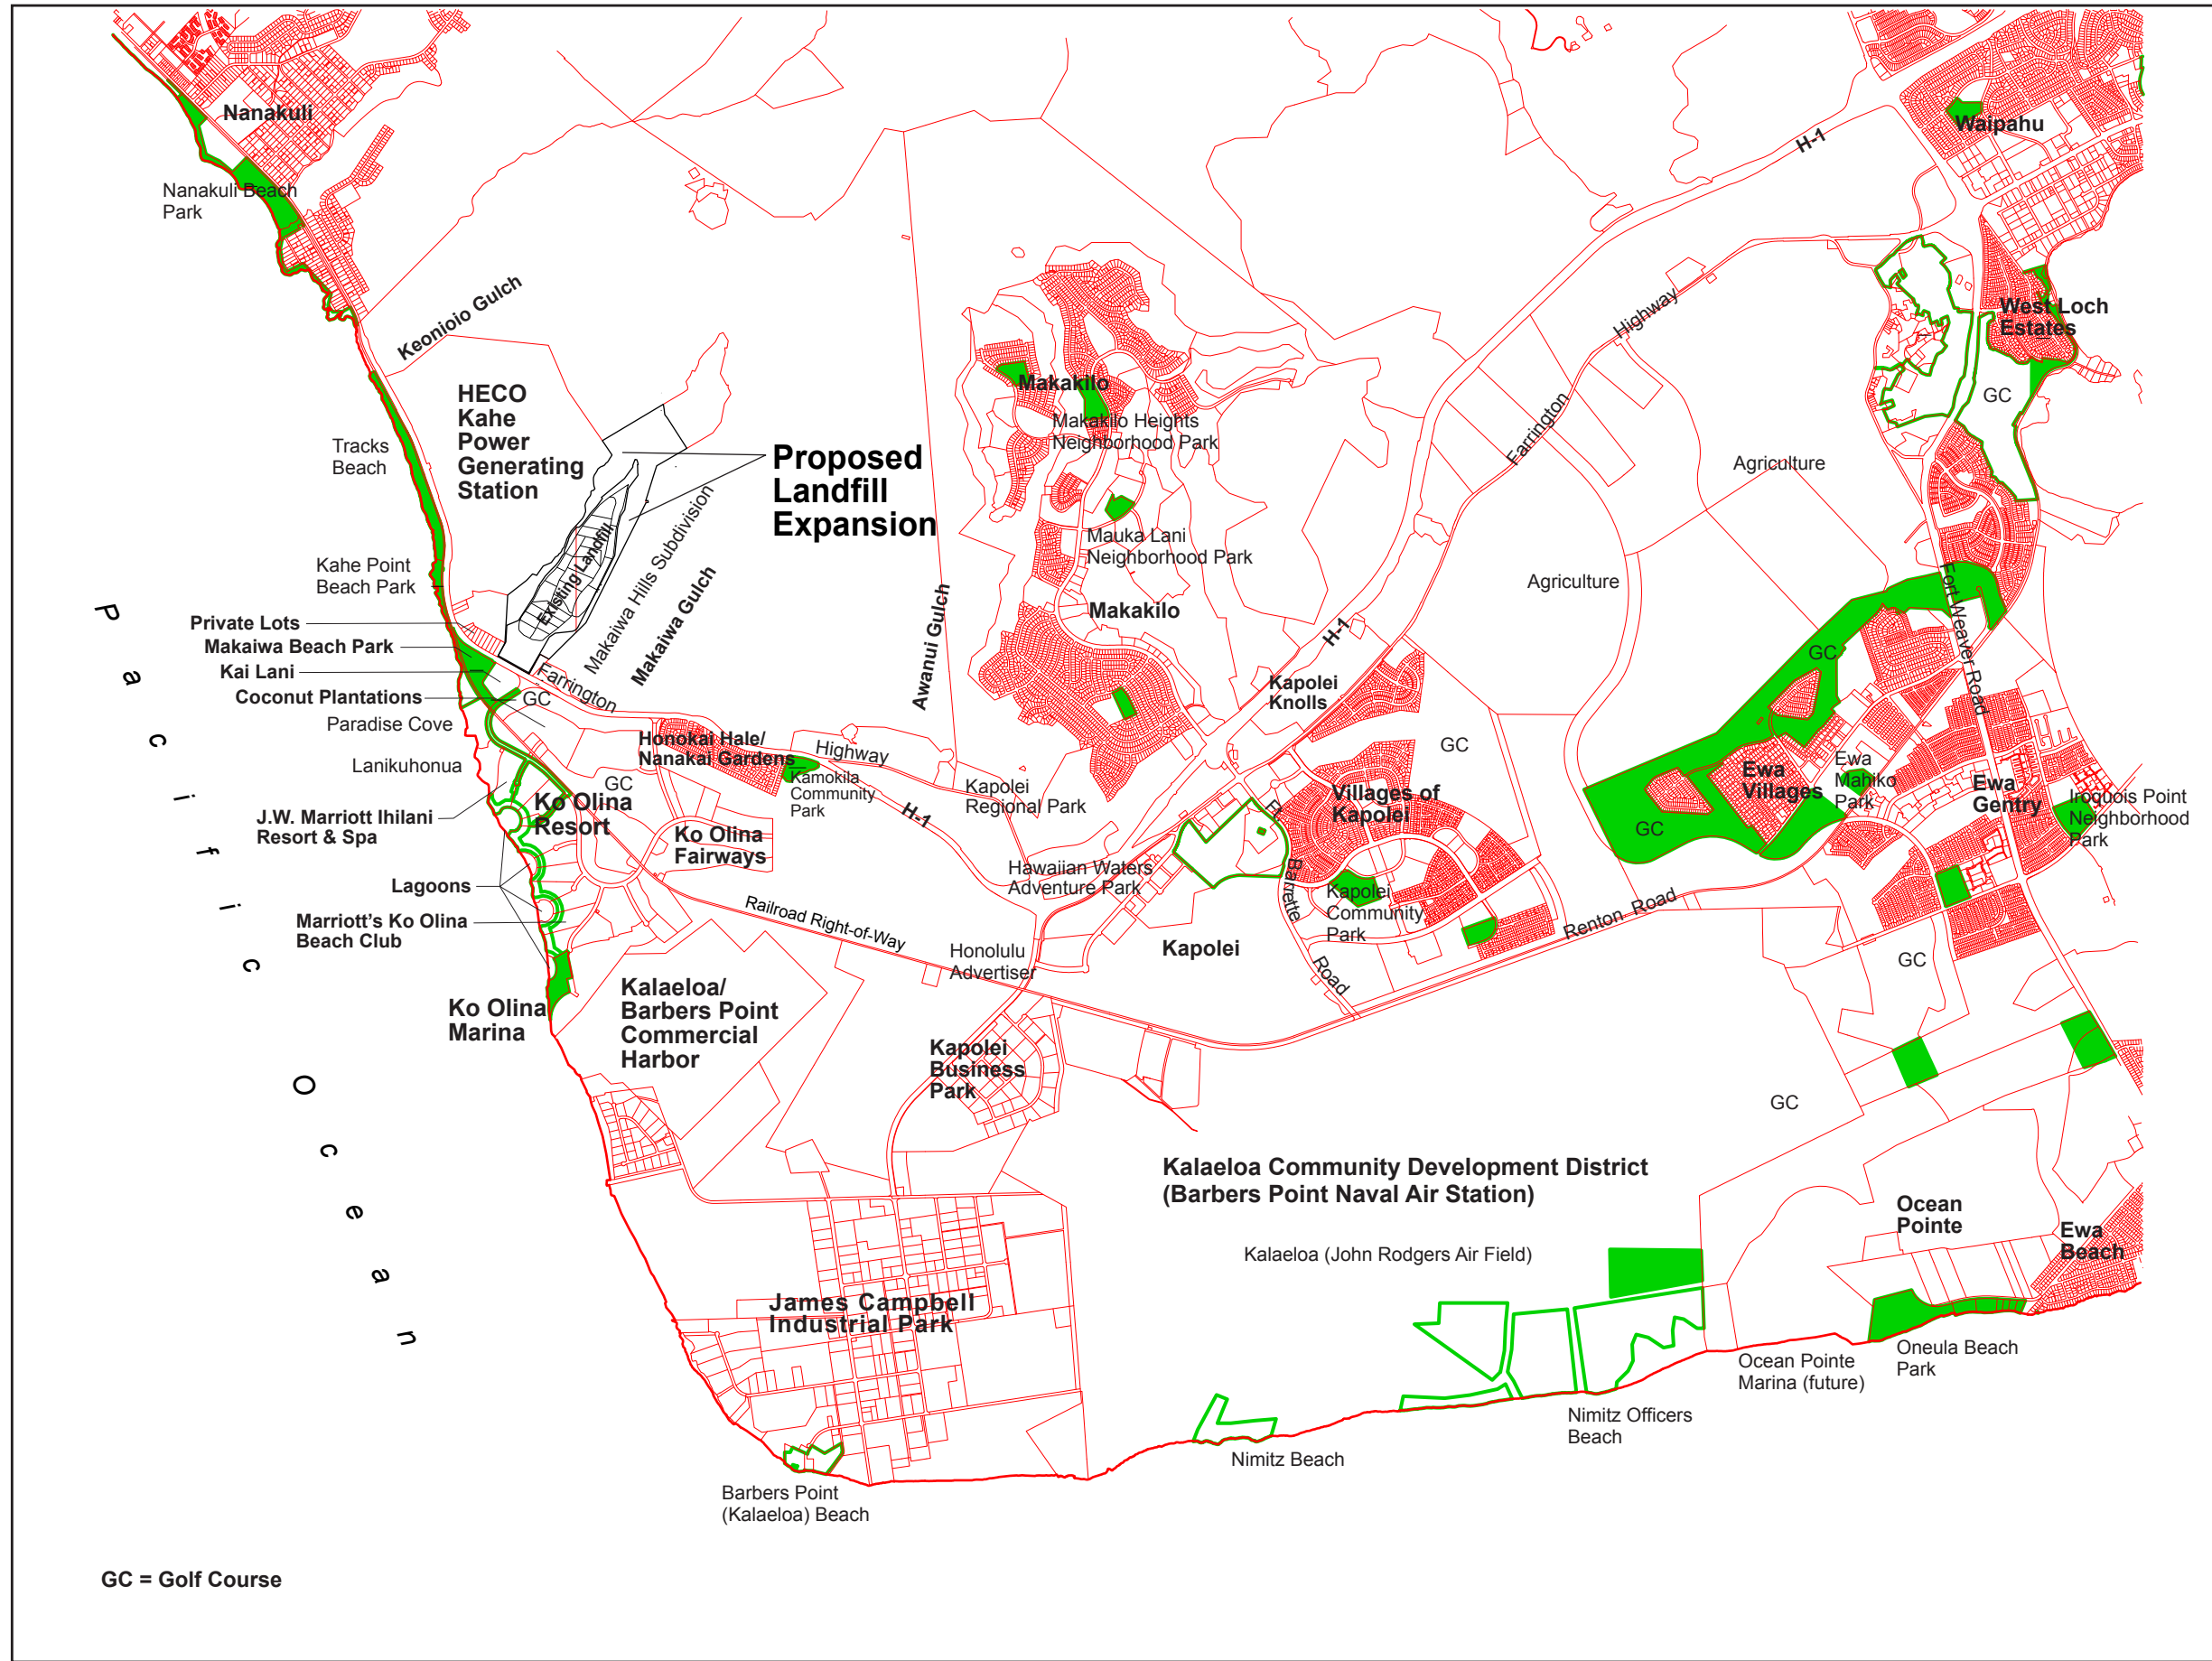 Nanakuli
Nanakuli Beach
Park
Keonioio Gulch
HECO
Kahe
Power
Generating
Station
Tracks
Beach
Kahe Point
Beach Park
Proposed
Landfill
Expansion
Existing Landfill
Makaiwa Hills Subdivision
Makaiwa Gulch
Awanui Gulch
Private Lots
Makaiwa Beach Park
Kai Lani
Coconut Plantations
Paradise Cove
Lanikuhonua
J.W. Marriott Ihilani
Resort & Spa
Lagoons
Marriott's Ko Olina
Beach Club
Ko Olina
Marina
Farrington
Highway
GC
GC
Honokai Hale/
Nanakai Gardens
Kamokila
Community
Park
Ko Olina
Resort
Ko Olina
Fairways
H-1
Kapolei
Regional Park
Hawaiian Waters
Adventure Park
Railroad Right-of-Way
Honolulu
Advertiser
Kalaeloa/
Barbers Point
Commercial
Harbor
Kapolei
Business
Park
Makakilo
Makakilo Heights
Neighborhood Park
Mauka Lani
Neighborhood Park
Makakilo
H-1
Kapolei
Knolls
Villages of
Kapolei
Ft.
Barrette
Road
Kapolei
Community
Park
Kapolei
GC
Renton Road
H-1
Farrington
Highway
Agriculture
Agriculture
Waipahu
West Loch
Estates
GC
Fort Weaver Road
GC
GC
Ewa
Villages
Ewa
Mahiko
Park
Ewa
Gentry
Iroquois Point
Neighborhood
Park
GC
GC
Kalaeloa Community Development District
(Barbers Point Naval Air Station)
Kalaeloa (John Rodgers Air Field)
Ocean
Pointe
Ewa
Beach
James Campbell
Industrial Park
Ocean Pointe
Marina (future)
Oneula Beach
Park
Nimitz Officers
Beach
Nimitz Beach
Barbers Point
(Kalaeloa) Beach
Pacific Ocean
GC = Golf Course